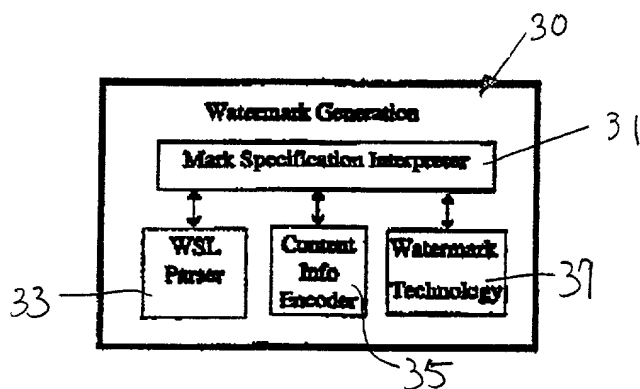 30
Watermark Generation
Mark Specification Interpreter
31
WSL
Parser
33
Content
Info
Encoder
35
Watermark
Technology
37